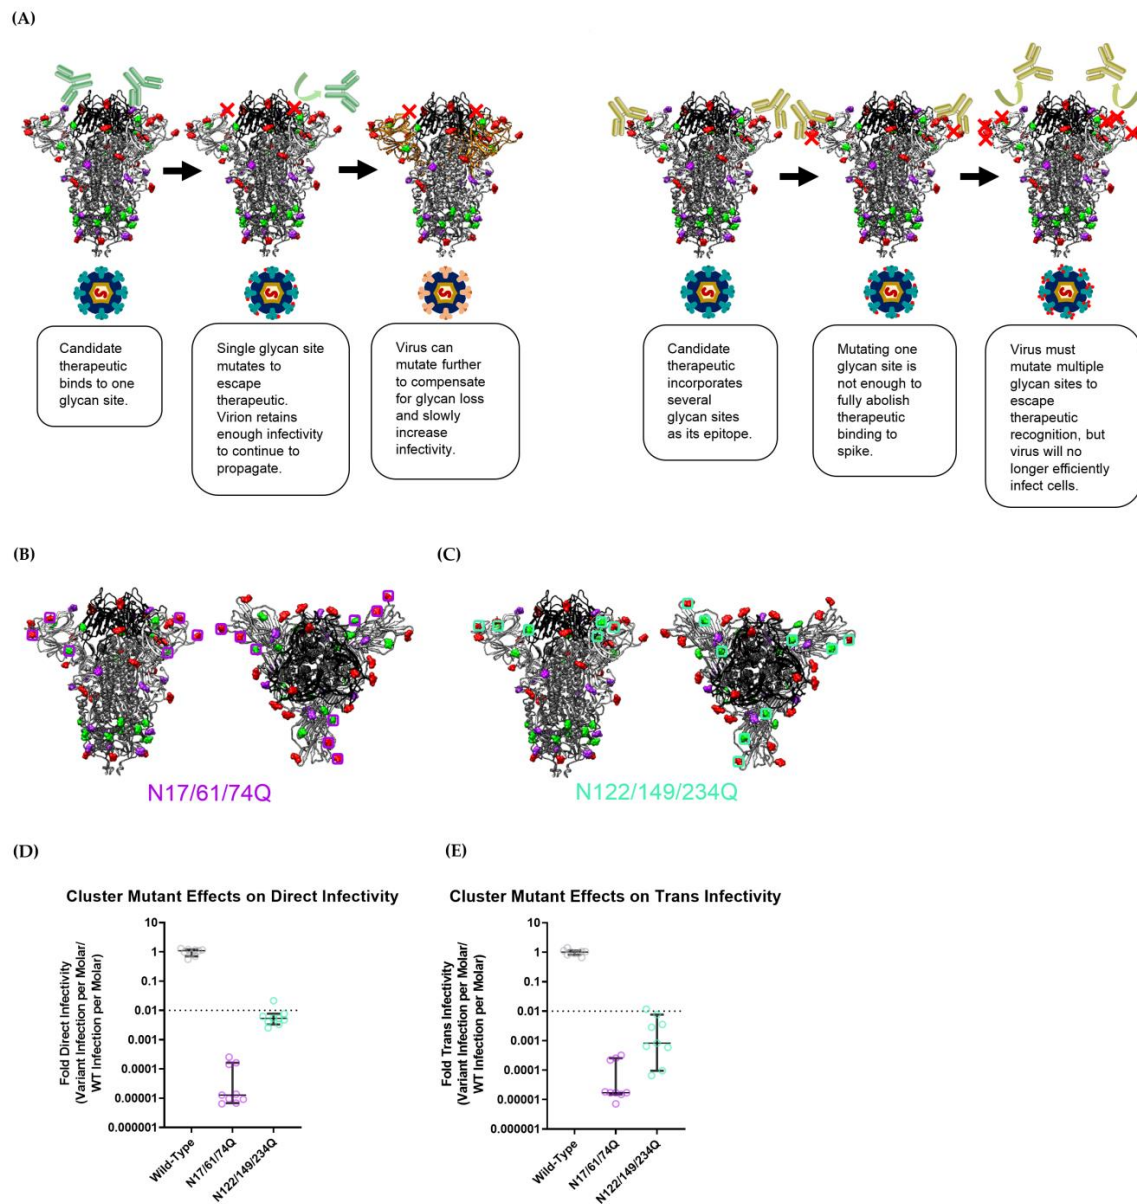 (A)
Candidate
therapeutic
binds to one
glycan site.
Single glycan site
mutates to
escape
therapeutic.
Virion retains
enough infectivity
to continue to
propagate.
Virus can
mutate further
to compensate
for glycan loss
and slowly
increase
infectivity.
Candidate
therapeutic
incorporates
several
glycan sites
as its epitope.
Mutating one
glycan site is
not enough to
fully abolish
therapeutic
binding to
spike.
Virus must
mutate multiple
glycan sites to
escape
therapeutic
recognition, but
virus will no
longer efficiently
infect cells.
(B)
N17/61/74Q
(C)
N122/149/234Q
(D)
Cluster Mutant Effects on Direct Infectivity
Fold Direct Infectivity
(Variant Infection per Molar/
WT Infection per Molar)
10
1
0.1
0.01
0.001
0.0001
0.00001
0.000001
Wild-Type
N17/61/74Q
N122/149/234Q
(E)
Cluster Mutant Effects on Trans Infectivity
Fold Trans Infectivity
(Variant Infection per Molar/
WT Infection per Molar)
10
1
0.1
0.01
0.001
0.0001
0.00001
0.000001
Wild-Type
N17/61/74Q
N122/149/234Q